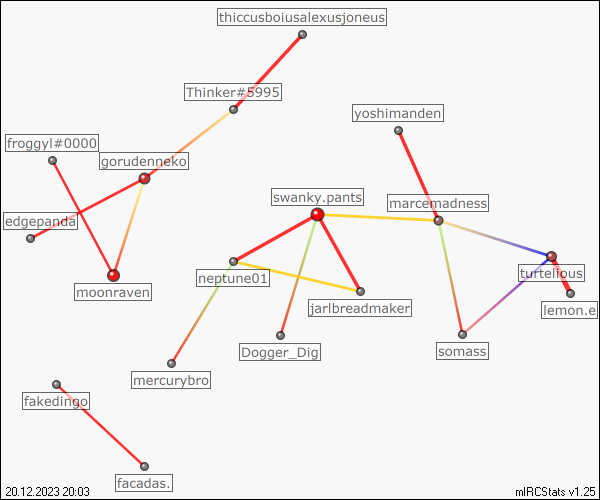 thiccusboiusalexusjoneus
Thinker#5995
yoshimanden
froggyl#0000
gorudenneko
swanky.pants
marcemadness
edgepanda
turtellous
neptune01
moonraven
jarlbreadmaker
lemon.e
Dogger_Dig
somass
mercurybro
fakedingo
facadas.
20.12.2023 20:03
mIRCStats v1.25